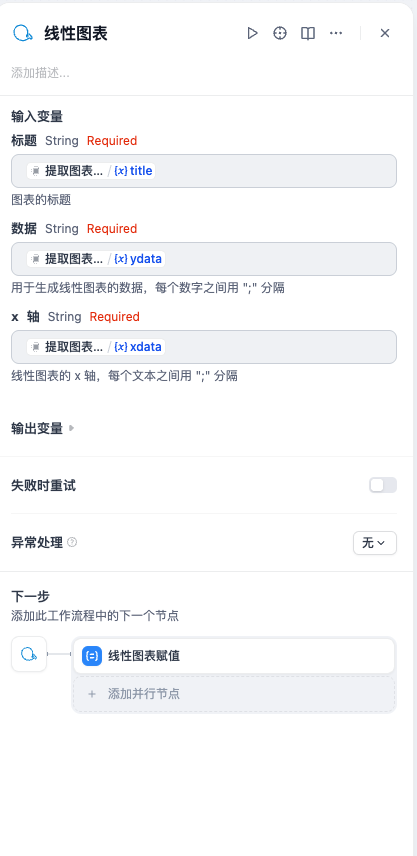 线性图表
添加描述...
输入变量
标题 String Required
提取图表... / {x} title
图表的标题
数据 String Required
提取图表... / {x} ydata
用于生成线性图表的数据，每个数字之间用 ";" 分隔
x 轴 String Required
提取图表... / {x} xdata
线性图表的 x 轴，每个文本之间用 ";" 分隔
输出变量
失败时重试
异常处理
无
下一步
添加此工作流程中的下一个节点
线性图表赋值
+ 添加并行节点